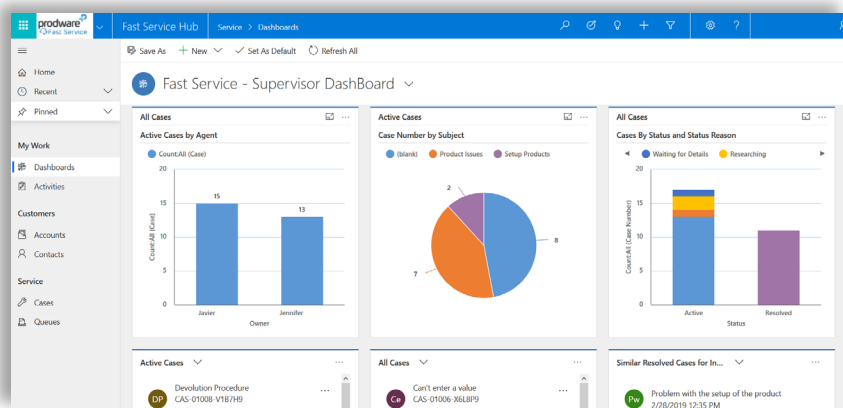 prodware
Fast Service
Fast Service Hub
Service > Dashboards
?
Save As
New
Set As Default
Refresh All
Home
Recent
Pinned
My Work
Dashboards
Activities
Customers
Accounts
Contacts
Service
Cases
Queues
Fast Service - Supervisor DashBoard
All Cases
...
Active Cases by Agent
Count:All (Case)
20
15
10
5
0
Count:All (Case)
15
13
Javier
Jennifer
Owner
Active Cases
...
Case Number by Subject
(blank)
Product Issues
Setup Products
2
8
7
All Cases
...
Cases By Status and Status Reason
Waiting for Details
Researching
20
15
10
5
0
Count:All (Case Number)
Active
Resolved
Status
Active Cases
...
DP
Devolution Procedure
CAS-01008-V1B7H9
...
All Cases
...
Ce
Can't enter a value
CAS-01006-X6L8P9
...
Similar Resolved Cases for In...
...
Pw
Problem with the setup of the product
2/28/2019 12:35 PM